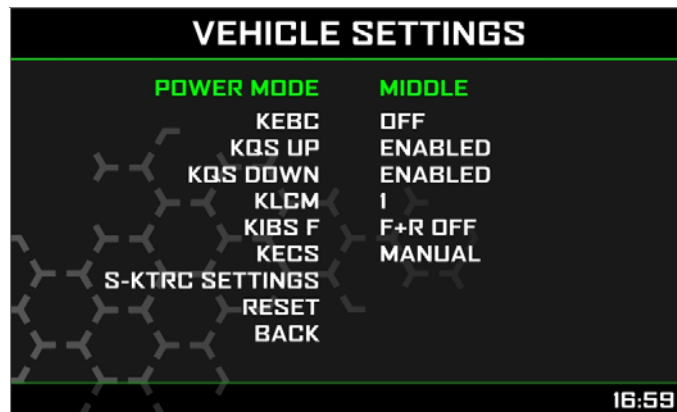 VEHICLE SETTINGS
POWER MODE MIDDLE
KEBC OFF
KQS UP ENABLED
KQS DOWN ENABLED
KLCM 1
KIBS F F+R OFF
KECS MANUAL
S-KTRC SETTINGS
RESET
BACK
16:59